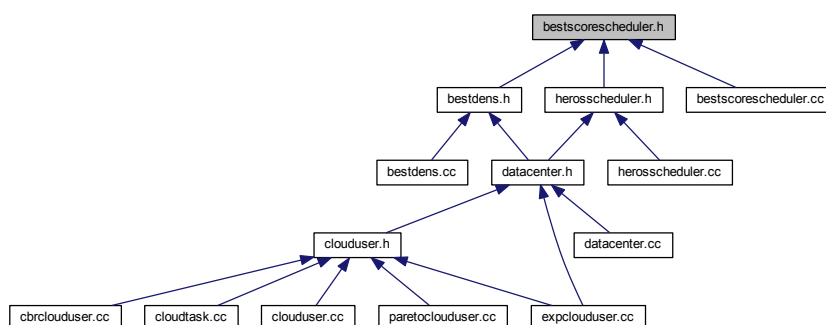 bestscorescheduler.h
bestdens.h
herosscheduler.h
bestscorescheduler.cc
bestdens.cc
datacenter.h
herosscheduler.cc
clouduser.h
datacenter.cc
cbrclouduser.cc
cloudtask.cc
clouduser.cc
paretoclouduser.cc
expclouduser.cc